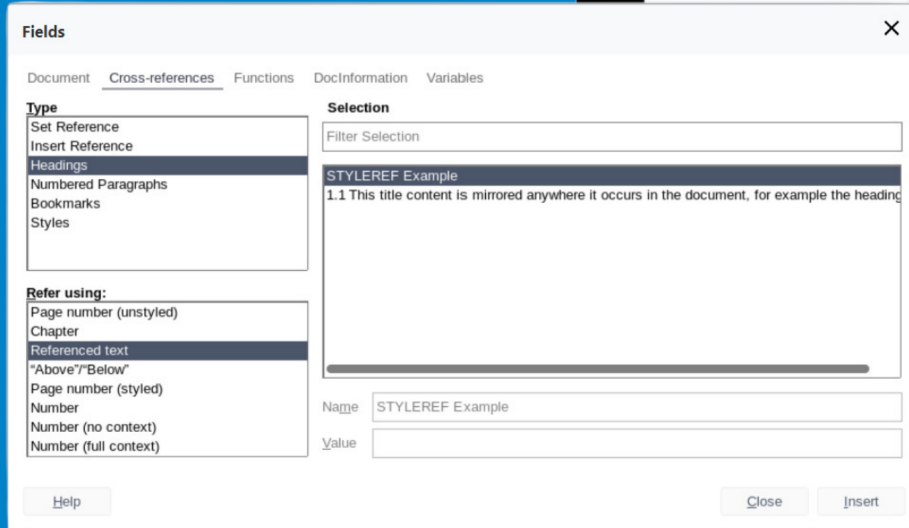 Fields
Document Cross-references Functions DocInformation Variables
Type
Set Reference
Insert Reference
Headings
Numbered Paragraphs
Bookmarks
Styles
Refer using:
Page number (unstyled)
Chapter
Referenced text
“Above”/“Below”
Page number (styled)
Number
Number (no context)
Number (full context)
Selection
Filter Selection
STYLEREF Example
1.1 This title content is mirrored anywhere it occurs in the document, for example the heading
Name STYLEREF Example
Value
Help Close Insert